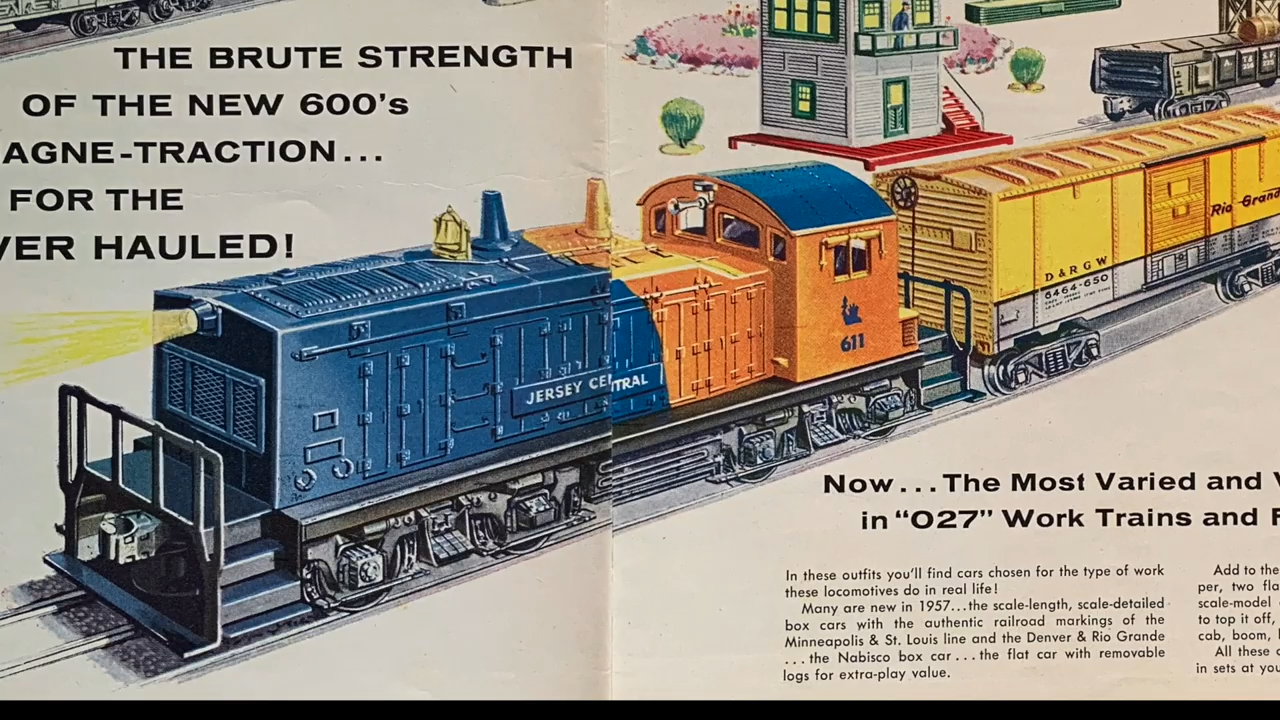 THE BRUTE STRENGTH
OF THE NEW 600's
AGNE-TRACTION...
FOR THE
VER HAULED!
JERSEY CENTRAL
611
Rio Grand
D&RGW
6464-650
Now...The Most Varied and
in “O27” Work Trains and
In these outfits you'll find cars chosen for the type of work
these locomotives do in real life!
Many are new in 1957...the scale-length, scale-detailed
box cars with the authentic railroad markings of the
Minneapolis & St. Louis line and the Denver & Rio Grande
...the Nabisco box car...the flat car with removable
logs for extra-play value.
Add to the
per, two fla
scale-model
to top it off,
cab, boom,
All these
in sets at you